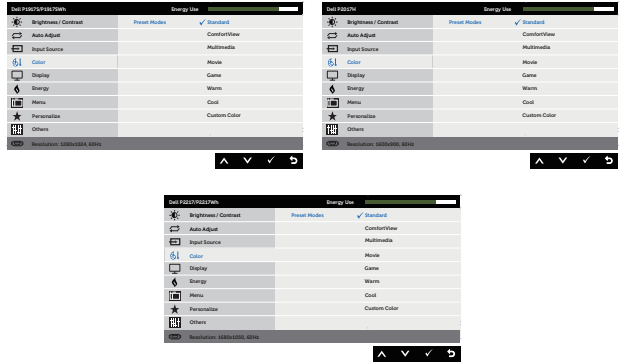 Dell P1917S/P1917SWh Energy Use
Brightness / Contrast Preset Modes ✓ Standard
Auto Adjust ComfortView
Input Source Multimedia
Color Movie
Display Game
Energy Warm
Menu Cool
Personalize Custom Color
Others
Resolution: 1280x1024, 60Hz
Dell P2017H Energy Use
Brightness / Contrast Preset Modes ✓ Standard
Auto Adjust ComfortView
Input Source Multimedia
Color Movie
Display Game
Energy Warm
Menu Cool
Personalize Custom Color
Others
Resolution: 1600x900, 60Hz
Dell P2217/P2217Wh Energy Use
Brightness / Contrast Preset Modes ✓ Standard
Auto Adjust ComfortView
Input Source Multimedia
Color Movie
Display Game
Energy Warm
Menu Cool
Personalize Custom Color
Others
Resolution: 1680x1050, 60Hz